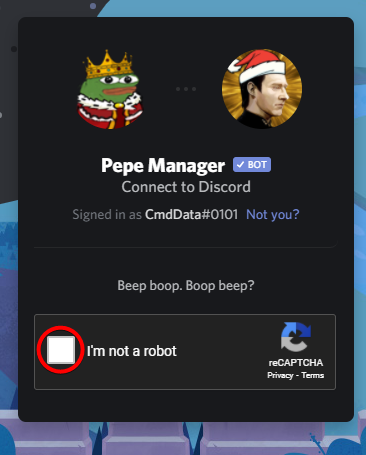 Pepe Manager ✓ BOT
Connect to Discord
Signed in as CmdData#0101 Not you?
Beep boop. Boop beep?
I'm not a robot
reCAPTCHA
Privacy - Terms